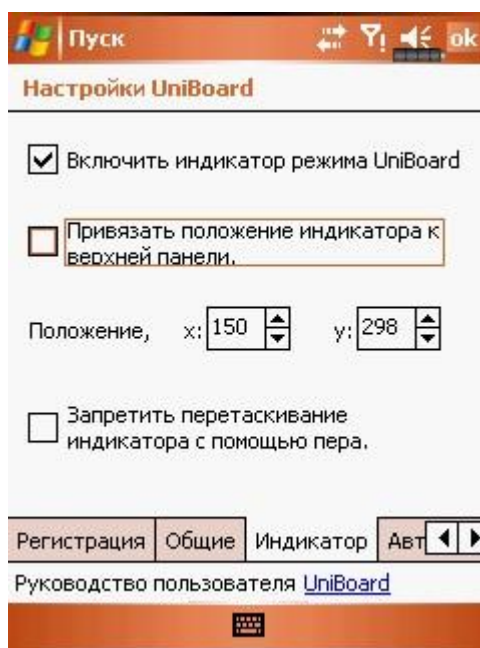 Пуск ok
Настройки UniBoard
Включить индикатор режима UniBoard
Привязать положение индикатора к
верхней панели.
Положение, x: 150 y: 298
Запретить перетаскивание
индикатора с помощью пера.
Регистрация Общие Индикатор Авт
Руководство пользователя UniBoard